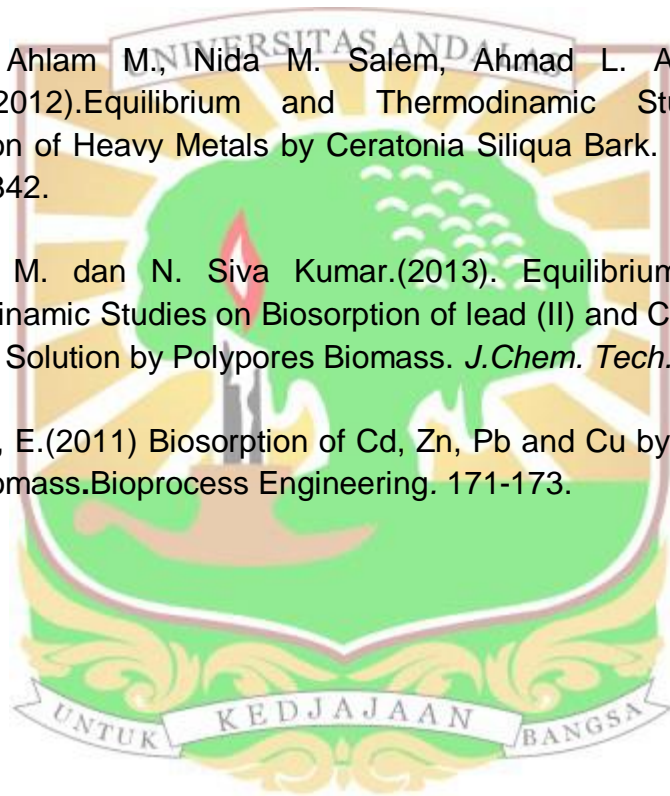 UNIVERSITAS ANDALAS
Ahlam M., Nida M. Salem, Ahmad L. A
2012).Equilibrium and Thermodinamic Stu
on of Heavy Metals by Ceratonia Siliqua Bark.
342.
M. dan N. Siva Kumar.(2013). Equilibrium
inamic Studies on Biosorption of lead (II) and C
Solution by Polypores Biomass. J.Chem. Tech.
, E.(2011) Biosorption of Cd, Zn, Pb and Cu by
omass.Bioprocess Engineering. 171-173.
UNTUK KEDJAJAAN BANGSA